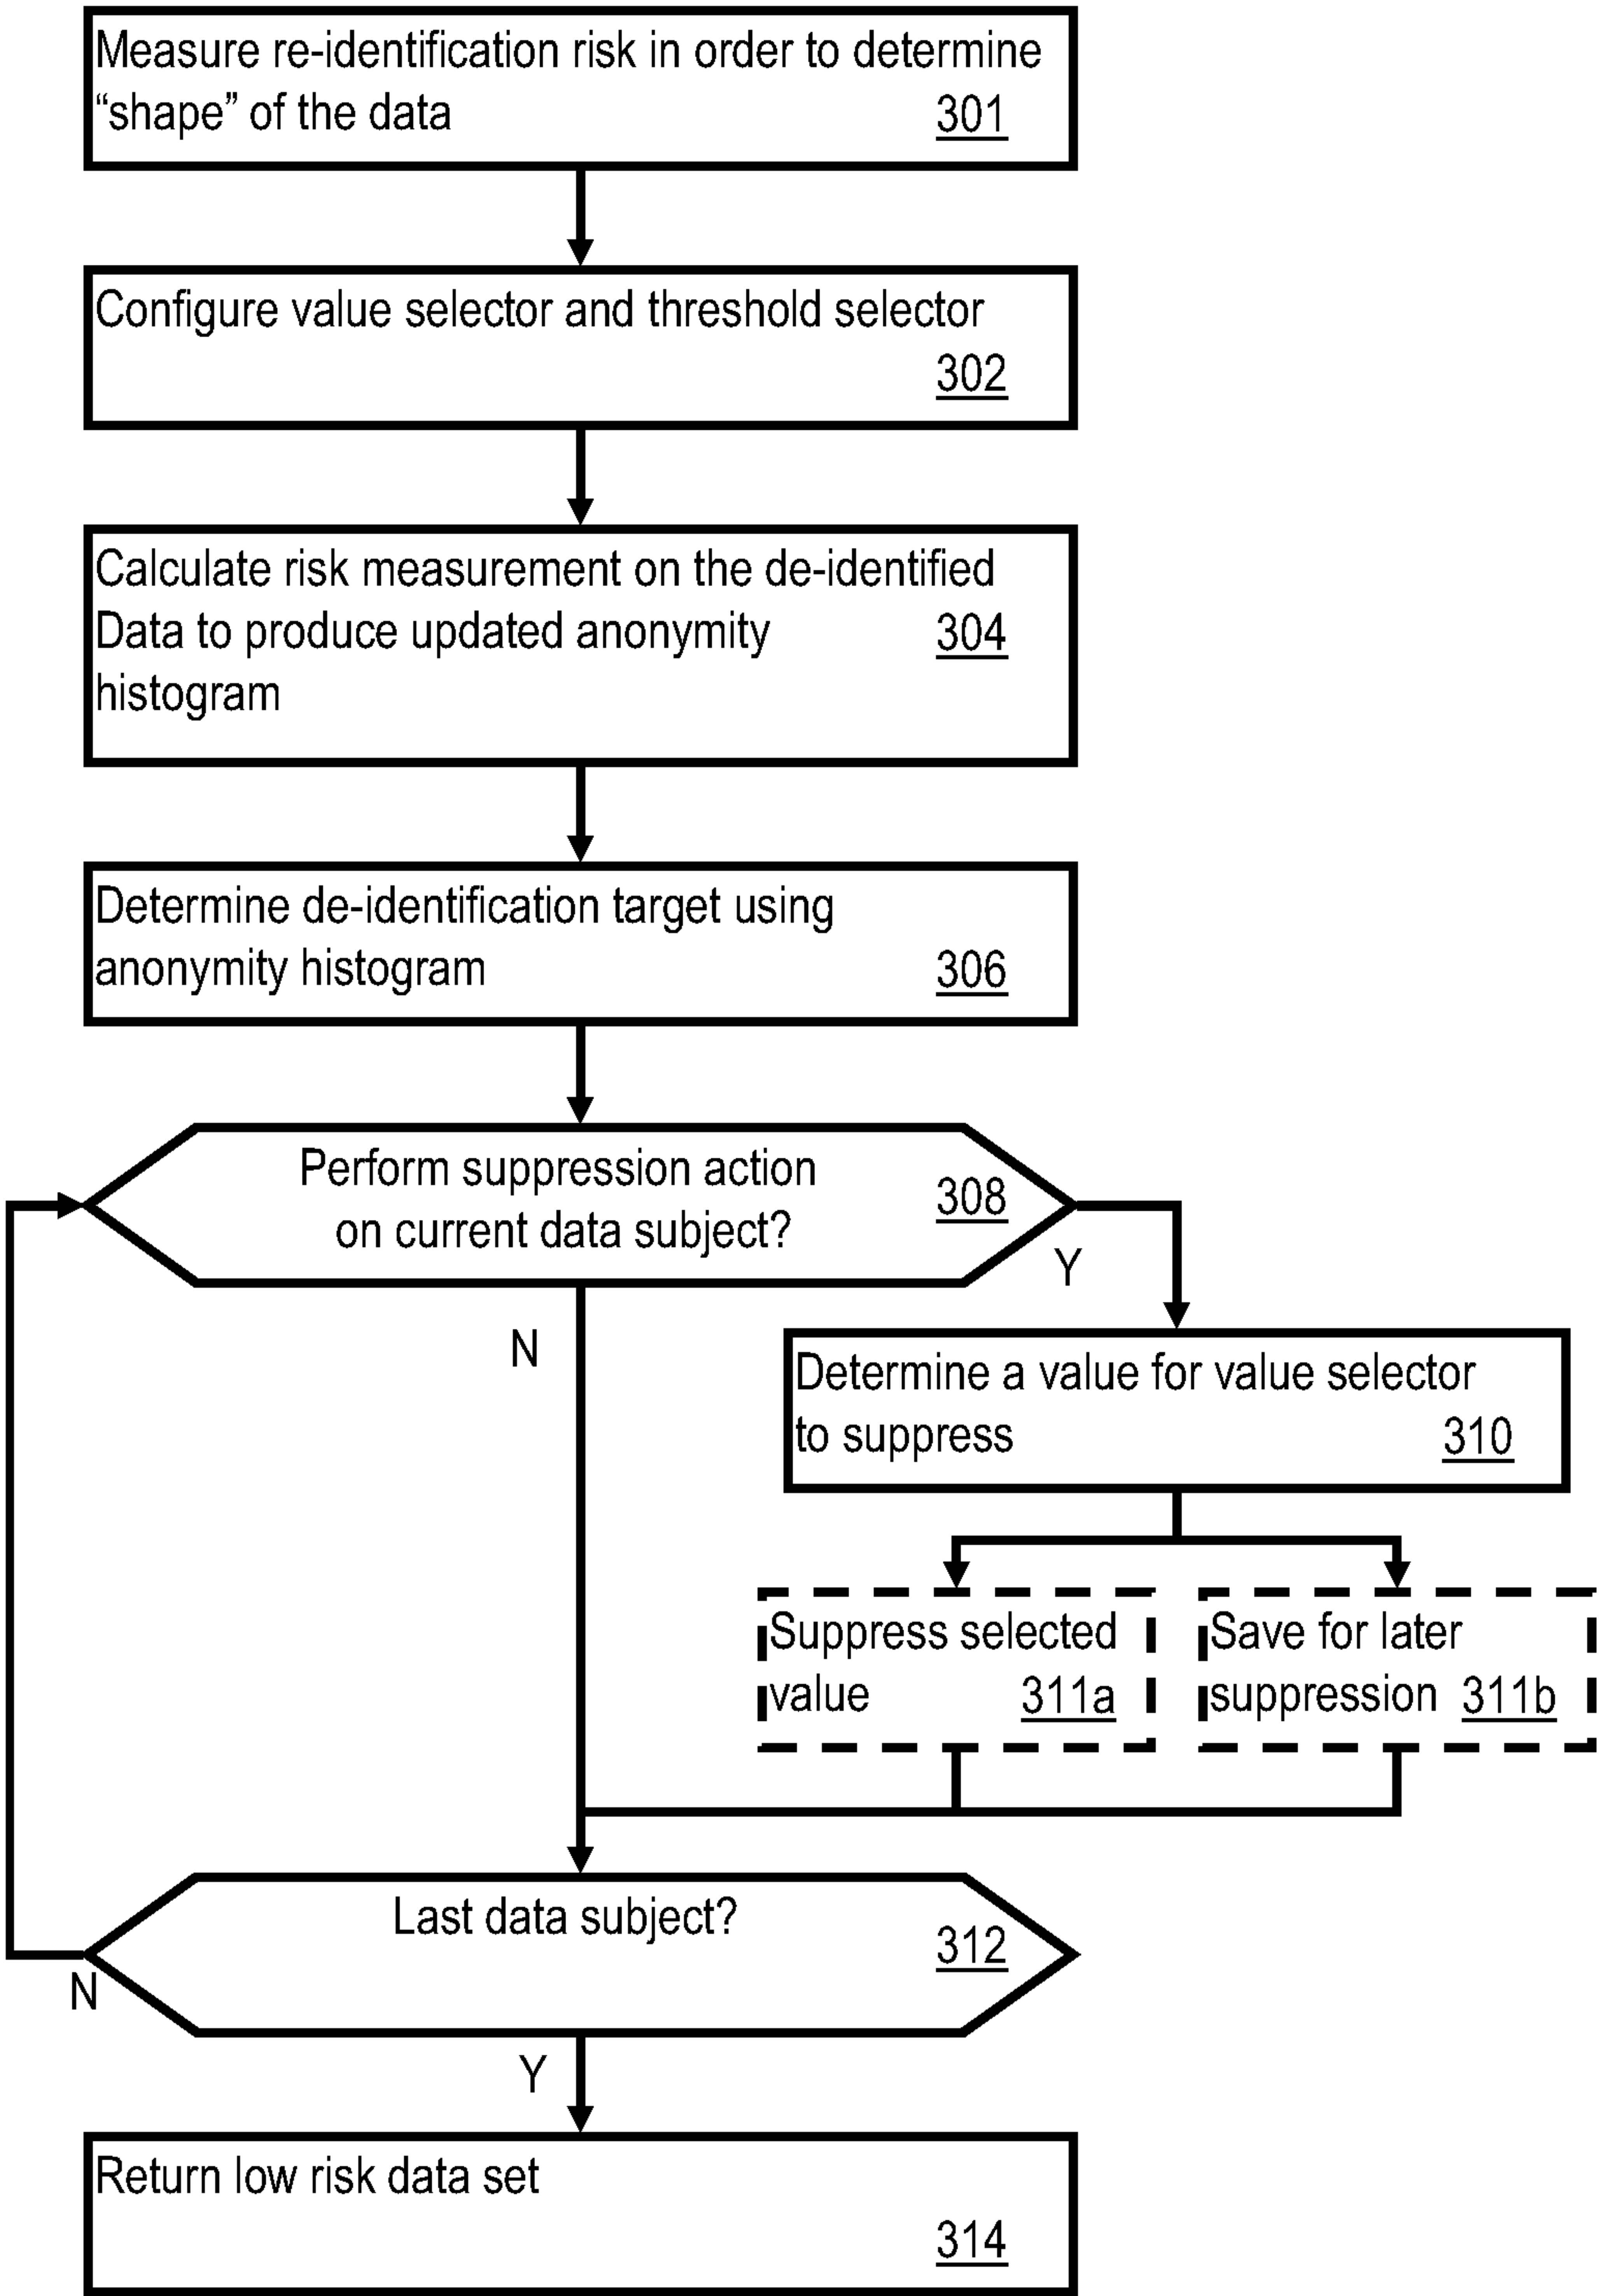 Measure re-identification risk in order to determine
“shape” of the data 301
Configure value selector and threshold selector
302
Calculate risk measurement on the de-identified
Data to produce updated anonymity 304
histogram
Determine de-identification target using
anonymity histogram 306
Perform suppression action
on current data subject? 308
Y
N
Determine a value for value selector
to suppress 310
Suppress selected
value 311a
Save for later
suppression 311b
Last data subject?
312
N
Y
Return low risk data set
314